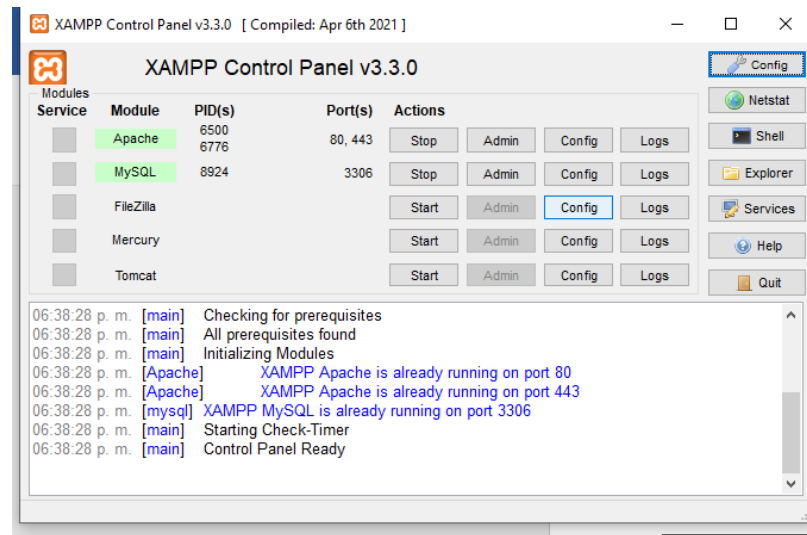 XAMPP Control Panel v3.3.0 [ Compiled: Apr 6th 2021 ]
XAMPP Control Panel v3.3.0
Config
Modules
Service Module PID(s) Port(s) Actions
Netstat
Apache 6500 6776 80, 443 Stop Admin Config Logs
Shell
MySQL 8924 3306 Stop Admin Config Logs
Explorer
FileZilla Start Admin Config Logs
Services
Mercury Start Admin Config Logs
Help
Tomcat Start Admin Config Logs
Quit
06:38:28 p. m. [main] Checking for prerequisites
06:38:28 p. m. [main] All prerequisites found
06:38:28 p. m. [main] Initializing Modules
06:38:28 p. m. [Apache] XAMPP Apache is already running on port 80
06:38:28 p. m. [Apache] XAMPP Apache is already running on port 443
06:38:28 p. m. [mysql] XAMPP MySQL is already running on port 3306
06:38:28 p. m. [main] Starting Check-Timer
06:38:28 p. m. [main] Control Panel Ready